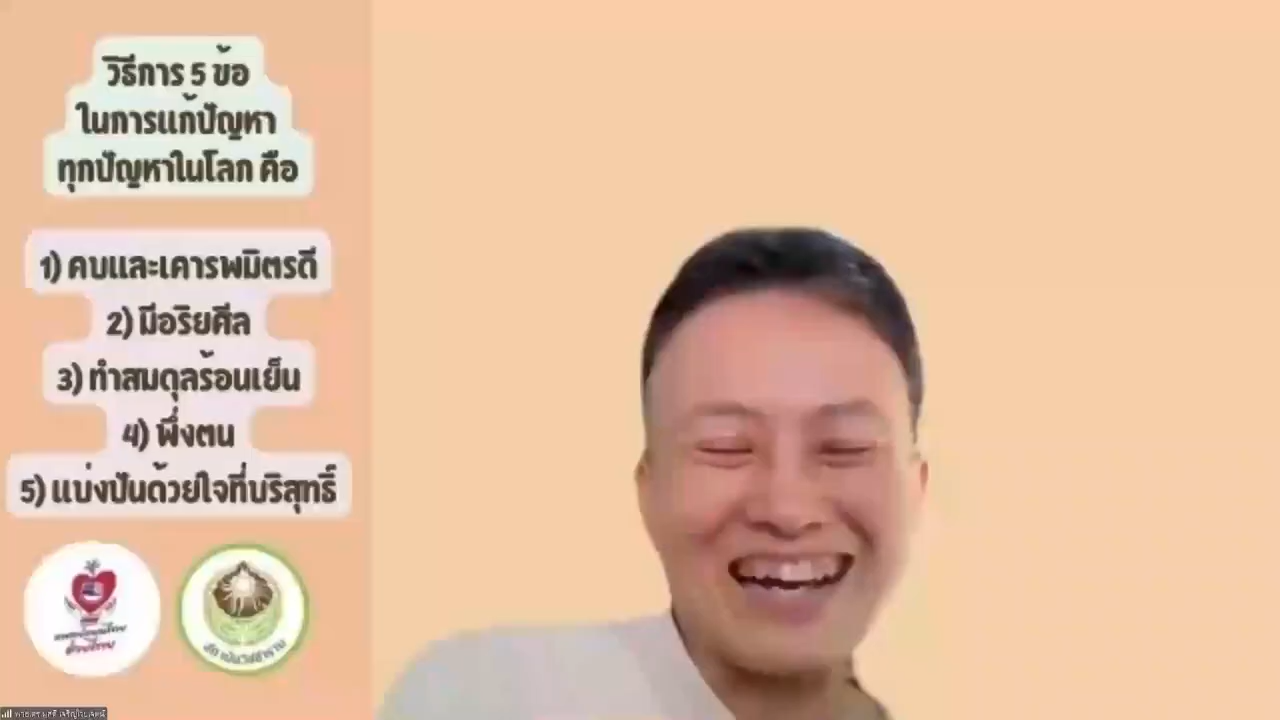 วิธีการ 5 ข้อ
ในการแก้ปัญหา
ทุกปัญหาในโลก คือ
1) คบและเคารพมิตรดี
2) มีอริยศีล
3) ทำสมดุลร้อนเย็น
4) พึ่งตน
5) แบ่งปันด้วยใจที่บริสุทธิ์